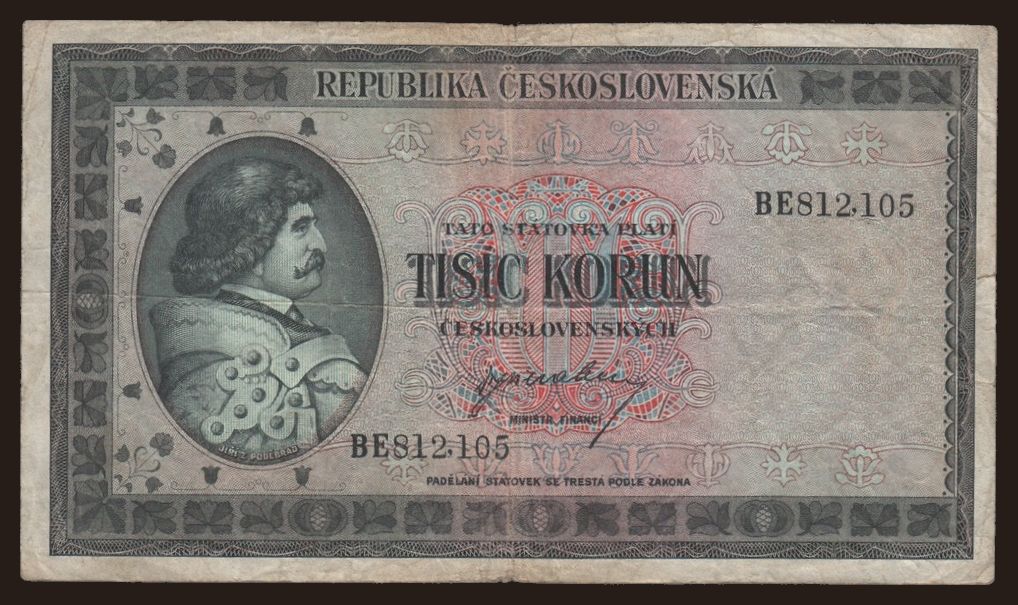 REPUBLIKA ČESKOSLOVENSKÁ
BE812,105
TATO STÁTOVKA PLATÍ
TISÍC KORUN
ČESKOSLOVENSKÝCH
MINISTR FINANCÍ
BE812,105
JIŘÍ Z PODĚBRAD
PADĚLÁNÍ STÁTOVEK SE TRESTÁ PODLE ZÁKONA